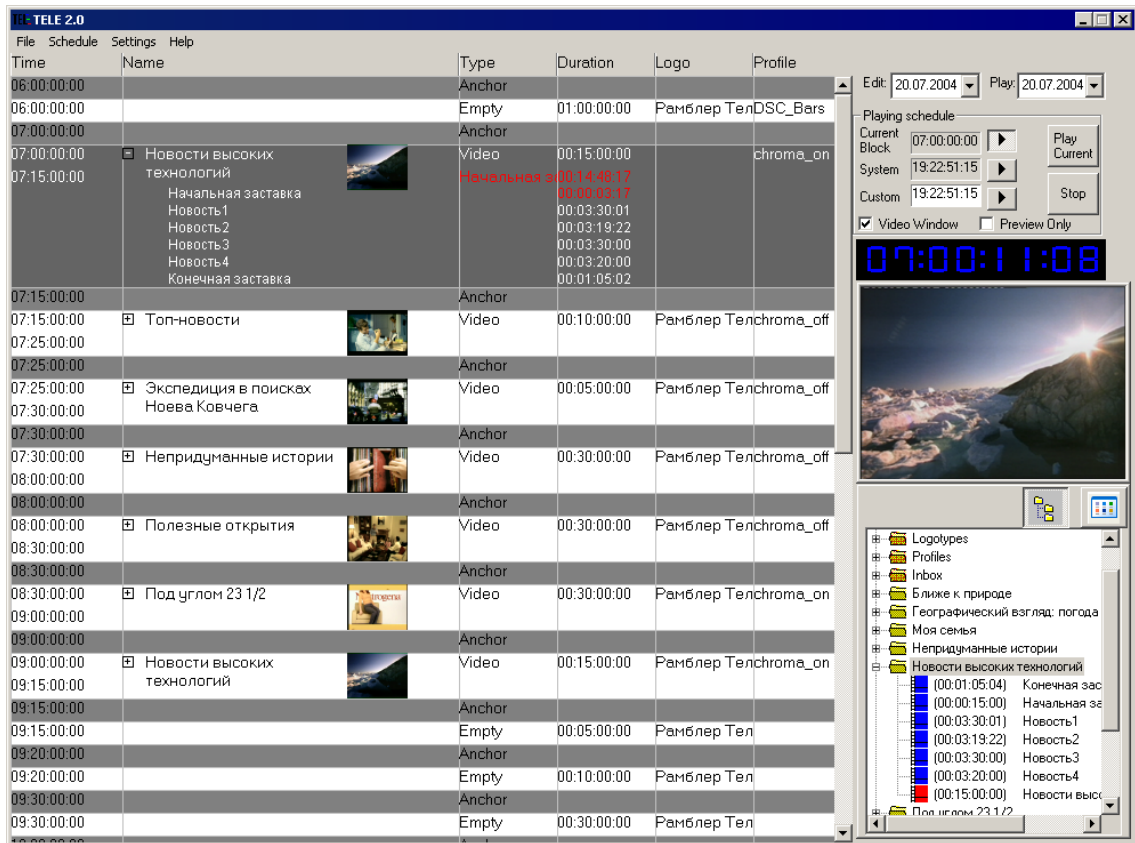 TELE 2.0
File Schedule Settings Help
Time Name Type Duration Logo Profile
06:00:00:00 Anchor
06:00:00:00 Empty 01:00:00:00 Рамблер Тел DSC_Bars
07:00:00:00 Anchor
07:00:00:00 Новости высоких Video 00:15:00:00 chroma_on
07:15:00:00 технологий Начальная з 00:14:48:17
Начальная заставка 00:00:03:17
Новость1 00:03:30:01
Новость2 00:03:19:22
Новость3 00:03:30:00
Новость4 00:03:20:00
Конечная заставка 00:01:05:02
07:15:00:00 Anchor
07:15:00:00 Топ-новости Video 00:10:00:00 Рамблер Тел chroma_off
07:25:00:00
07:25:00:00 Anchor
07:25:00:00 Экспедиция в поисках Video 00:05:00:00 Рамблер Тел chroma_off
07:30:00:00 Ноева Ковчега
07:30:00:00 Anchor
07:30:00:00 Непридуманные истории Video 00:30:00:00 Рамблер Тел chroma_off
08:00:00:00
08:00:00:00 Anchor
08:00:00:00 Полезные открытия Video 00:30:00:00 Рамблер Тел chroma_off
08:30:00:00
08:30:00:00 Anchor
08:30:00:00 Под углом 23 1/2 Video 00:30:00:00 Рамблер Тел chroma_on
09:00:00:00
09:00:00:00 Anchor
09:00:00:00 Новости высоких Video 00:15:00:00 Рамблер Тел chroma_on
09:15:00:00 технологий
09:15:00:00 Anchor
09:15:00:00 Empty 00:05:00:00 Рамблер Тел
09:20:00:00 Anchor
09:20:00:00 Empty 00:10:00:00 Рамблер Тел
09:30:00:00 Anchor
09:30:00:00 Empty 00:30:00:00 Рамблер Тел
Edit: 20.07.2004 Play: 20.07.2004
Playing schedule
Current Block 07:00:00:00 Play Current
System 19:22:51:15
Custom 19:22:51:15 Stop
Video Window Preview Only
07:00:11:08
Logotypes
Profiles
Inbox
Ближе к природе
Географический взгляд: погода
Моя семья
Непридуманные истории
Новости высоких технологий
(00:01:05:04) Конечная зас
(00:00:15:00) Начальная за
(00:03:30:01) Новость1
(00:03:19:22) Новость2
(00:03:30:00) Новость3
(00:03:20:00) Новость4
(00:15:00:00) Новости высо
Под углом 23 1/2